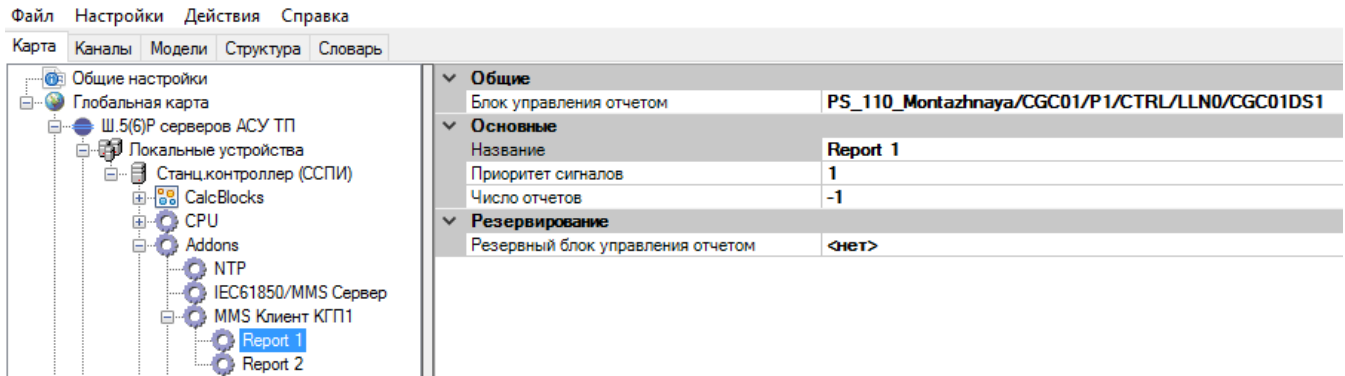 Файл Настройки Действия Справка
Карта Каналы Модели Структура Словарь
Общие настройки
Глобальная карта
Ш.5(6)Р серверов АСУ ТП
Локальные устройства
Станц.контроллер (ССПИ)
CalcBlocks
CPU
Addons
NTP
IEC61850/MMS Сервер
MMS Клиент КГП1
Report 1
Report 2
Общие
Блок управления отчетом PS_110_Montazhnaya/CGC01/P1/CTRL/LLN0/CGC01DS1
Основные
Название Report 1
Приоритет сигналов 1
Число отчетов -1
Резервирование
Резервный блок управления отчетом <нет>